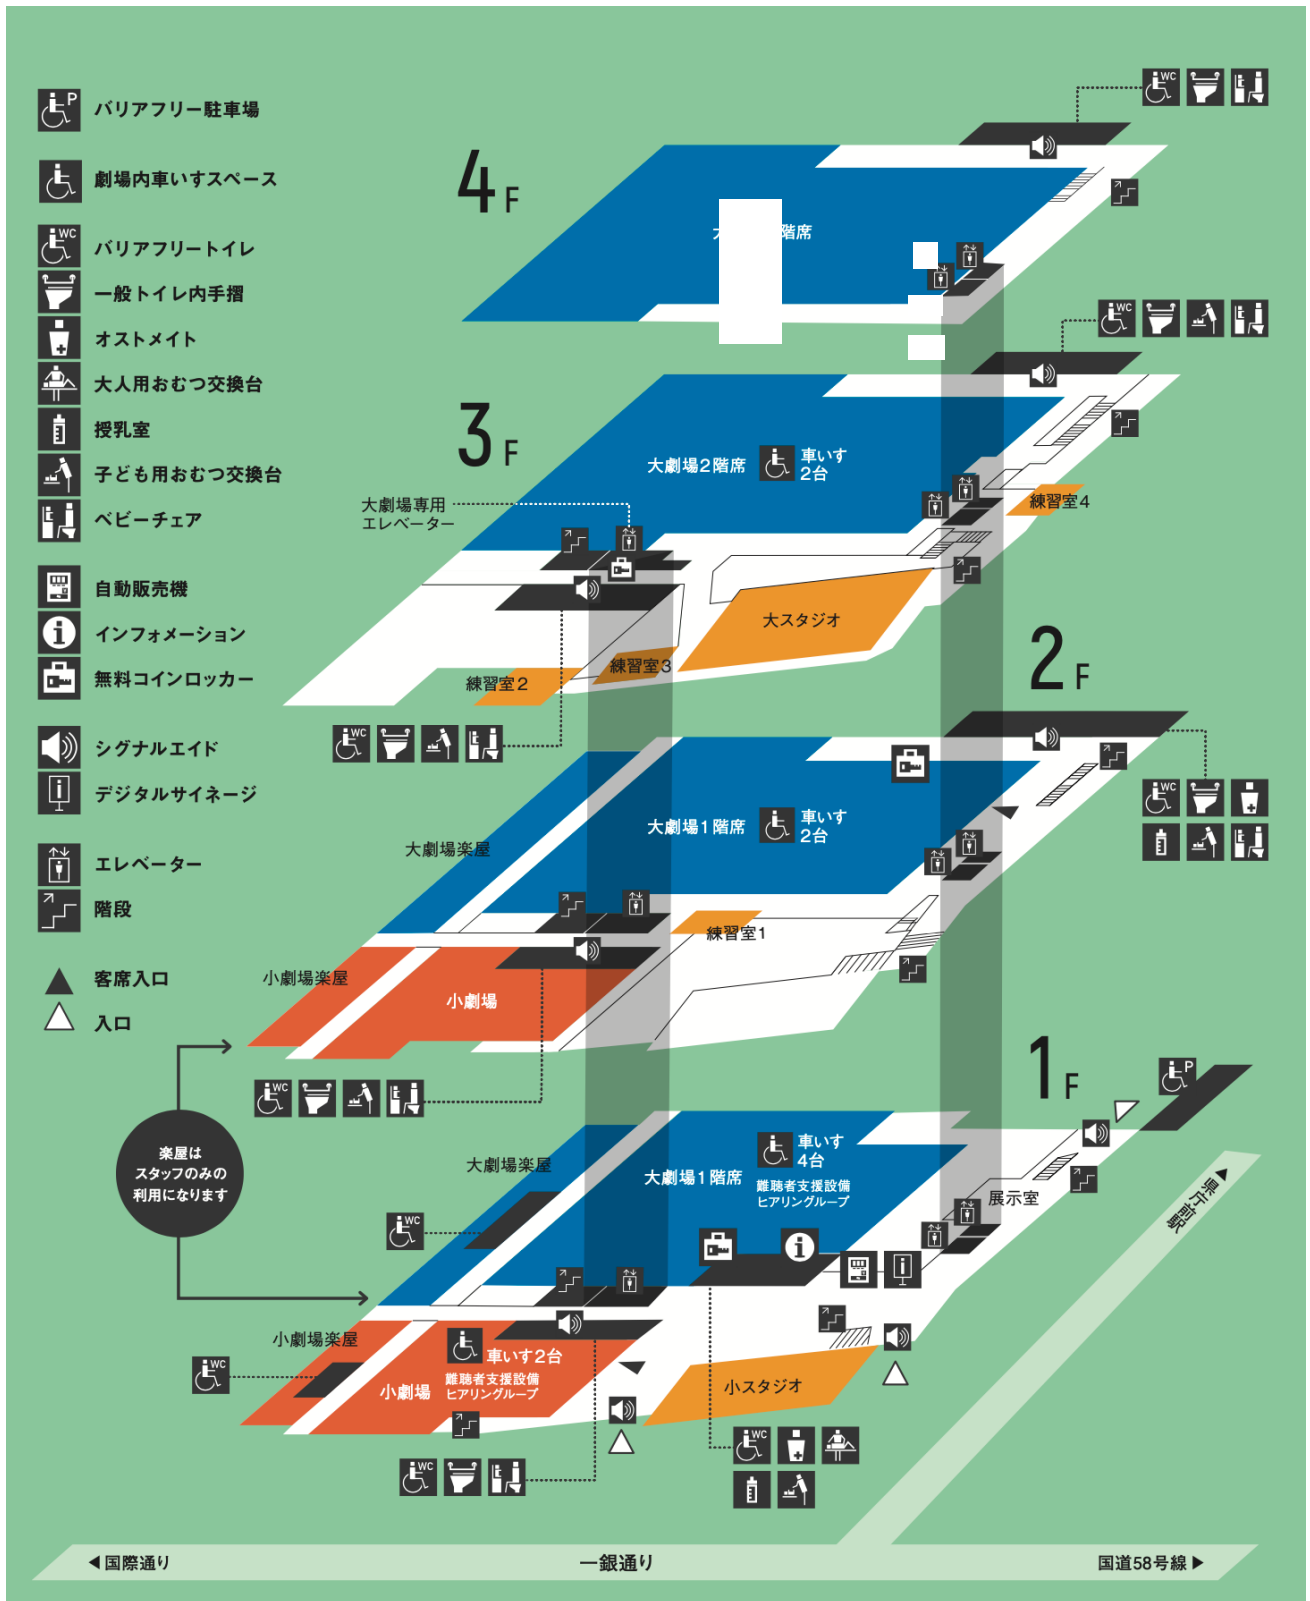 バリアフリー駐車場
劇場内車いすスペース
バリアフリートイレ
一般トイレ内手摺
オストメイト
大人用おむつ交換台
授乳室
子ども用おむつ交換台
ベビーチェア
自動販売機
インフォメーション
無料コインロッカー
シグナルエイド
デジタルサイネージ
エレベーター
階段
客席入口
入口
楽屋は
スタッフのみの
利用になります
4F
階席
WC
3F
大劇場2階席
車いす
2台
大劇場専用
エレベーター
練習室4
大スタジオ
練習室3
練習室2
WC
WC
2F
大劇場1階席
車いす
2台
大劇場楽屋
練習室1
小劇場楽屋
小劇場
WC
WC
1F
P
大劇場楽屋
大劇場1階席
車いす
4台
難聴者支援設備
ヒアリングループ
展示室
WC
小劇場楽屋
車いす2台
難聴者支援設備
ヒアリングループ
小劇場
小スタジオ
WC
WC
WC
◀県庁前駅
◀国際通り
一銀通り
国道58号線▶